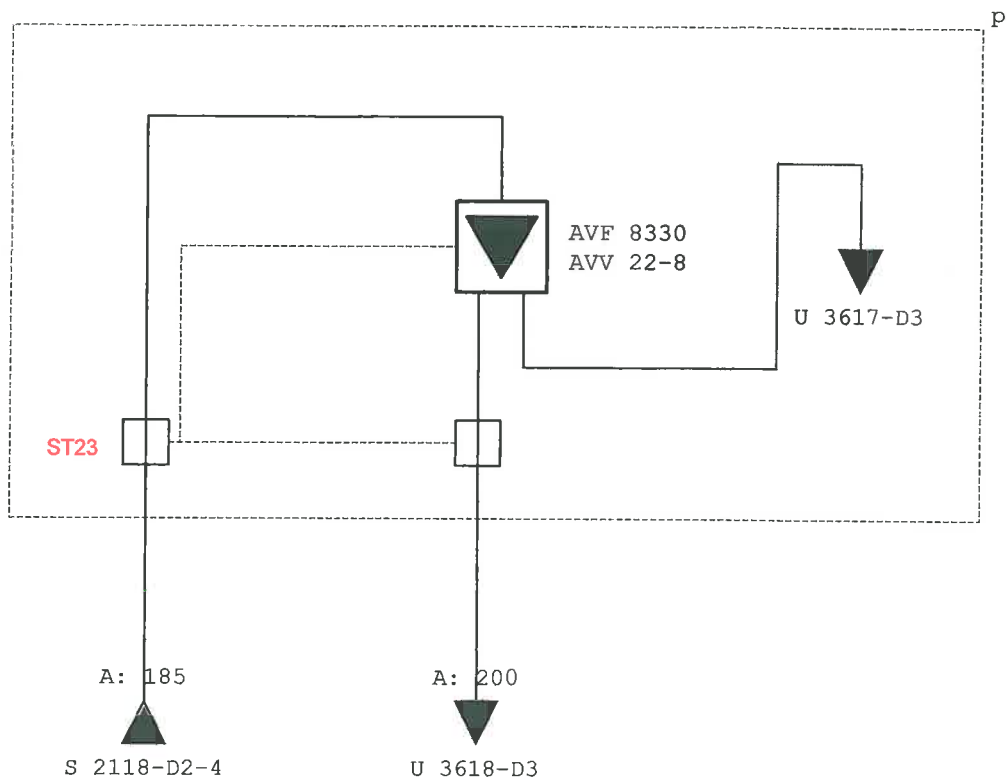 p
AVF 8330
AVV 22-8
U 3617-D3
ST23
A: 185
A: 200
S 2118-D2-4
U 3618-D3